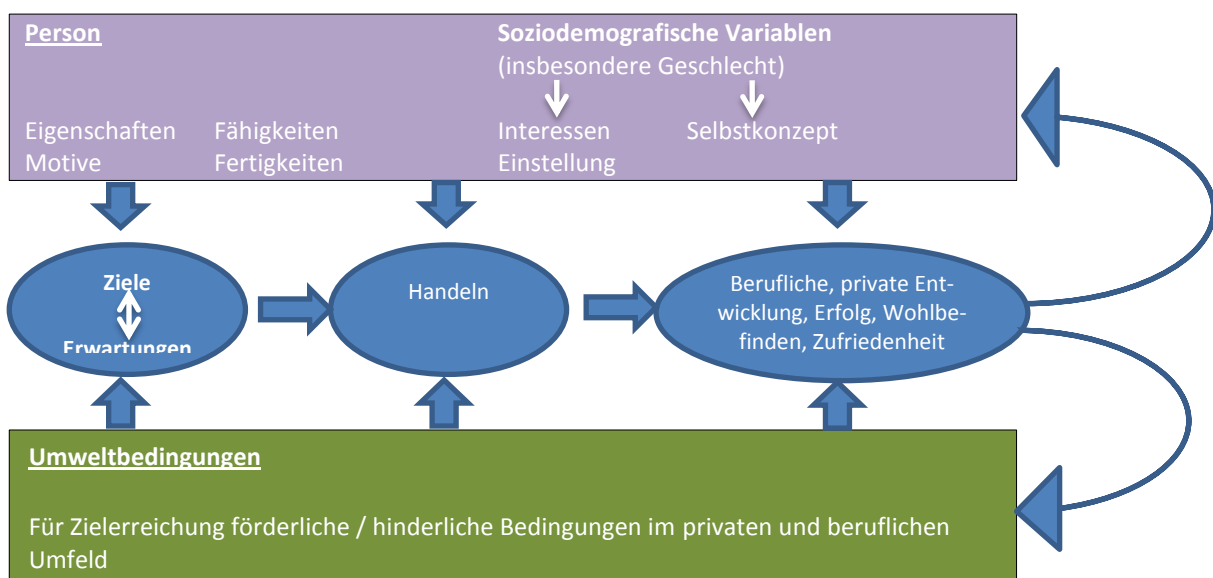 Person
Soziodemografische Variablen
(insbesondere Geschlecht)
Eigenschaften Fähigkeiten Interessen Selbstkonzept
Motive Fertigkeiten Einstellung
Ziele
Erwartungen
Handeln
Berufliche, private Ent-
wicklung, Erfolg, Wohlbe-
finden, Zufriedenheit
Umweltbedingungen
Für Zielerreichung förderliche / hinderliche Bedingungen im privaten und beruflichen
Umfeld